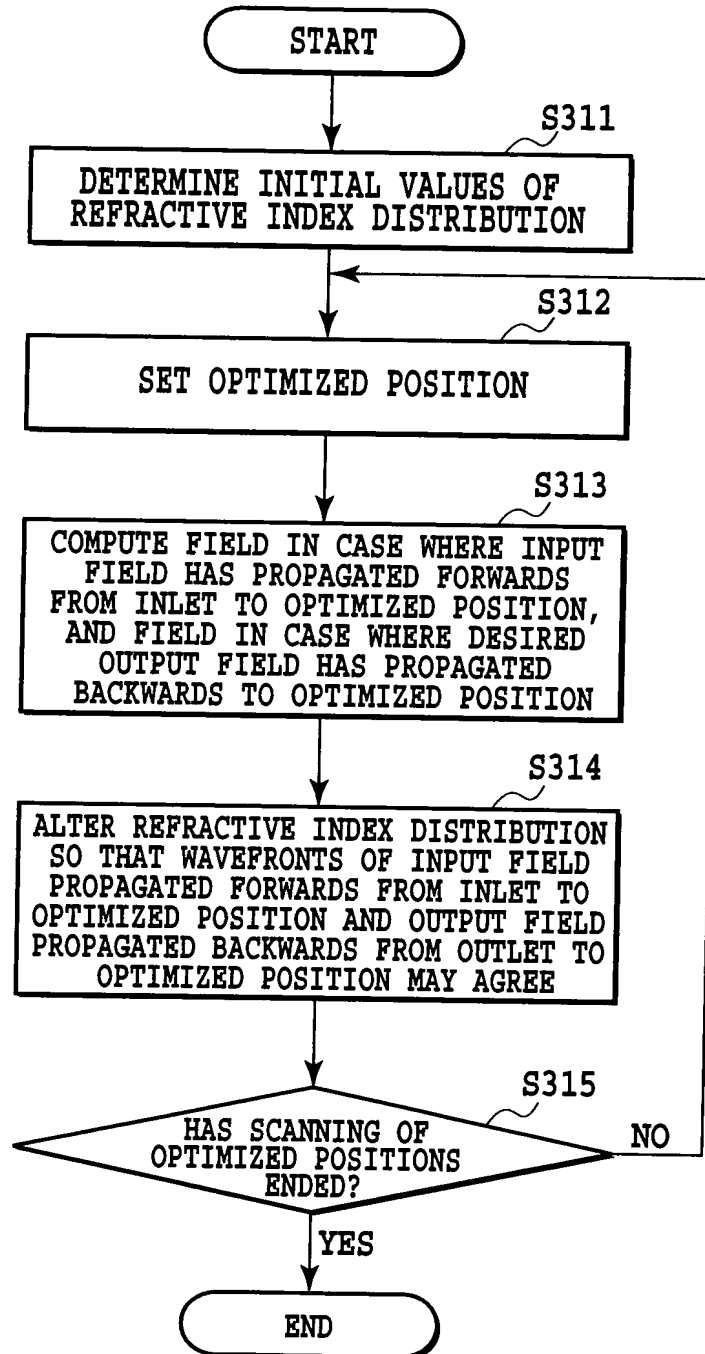 START
S311
DETERMINE INITIAL VALUES OF
REFRACTIVE INDEX DISTRIBUTION
S312
SET OPTIMIZED POSITION
S313
COMPUTE FIELD IN CASE WHERE INPUT
FIELD HAS PROPAGATED FORWARDS
FROM INLET TO OPTIMIZED POSITION,
AND FIELD IN CASE WHERE DESIRED
OUTPUT FIELD HAS PROPAGATED
BACKWARDS TO OPTIMIZED POSITION
S314
ALTER REFRACTIVE INDEX DISTRIBUTION
SO THAT WAVEFRONTS OF INPUT FIELD
PROPAGATED FORWARDS FROM INLET TO
OPTIMIZED POSITION AND OUTPUT FIELD
PROPAGATED BACKWARDS FROM OUTLET TO
OPTIMIZED POSITION MAY AGREE
S315
HAS SCANNING OF
OPTIMIZED POSITIONS
ENDED?
NO
YES
END